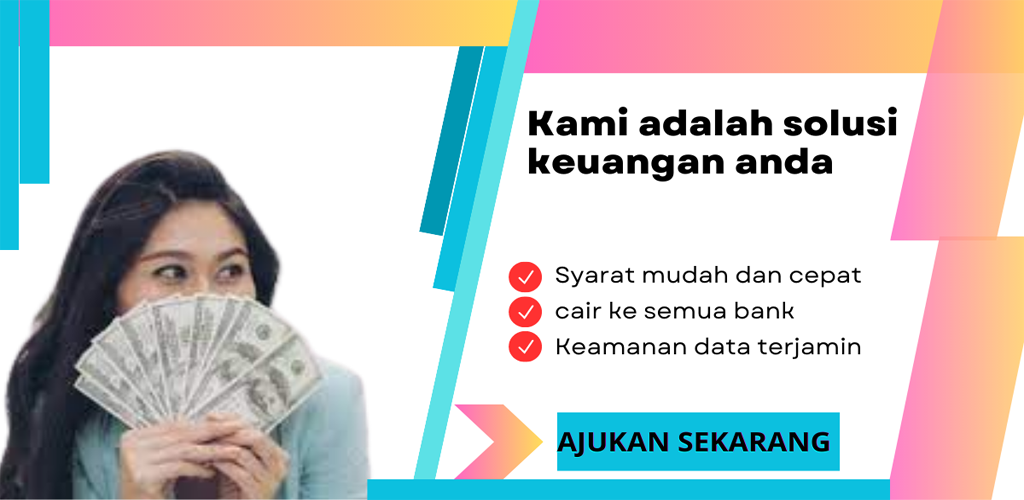 Kami adalah solusi
keuangan anda
Syarat mudah dan cepat
cair ke semua bank
Keamanan data terjamin
AJUKAN SEKARANG